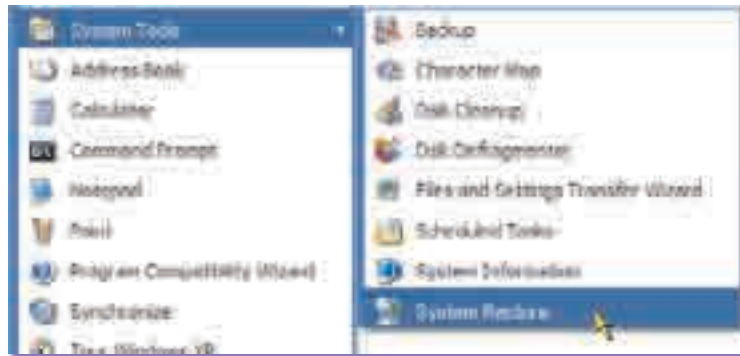 System Tools
Address Book
Calculator
Command Prompt
Notepad
Paint
Program Compatibility Wizard
Synchronize
Tour Windows XP
Backup
Character Map
Disk Cleanup
Disk Defragmenter
Files and Settings Transfer Wizard
Scheduled Tasks
System Information
System Restore